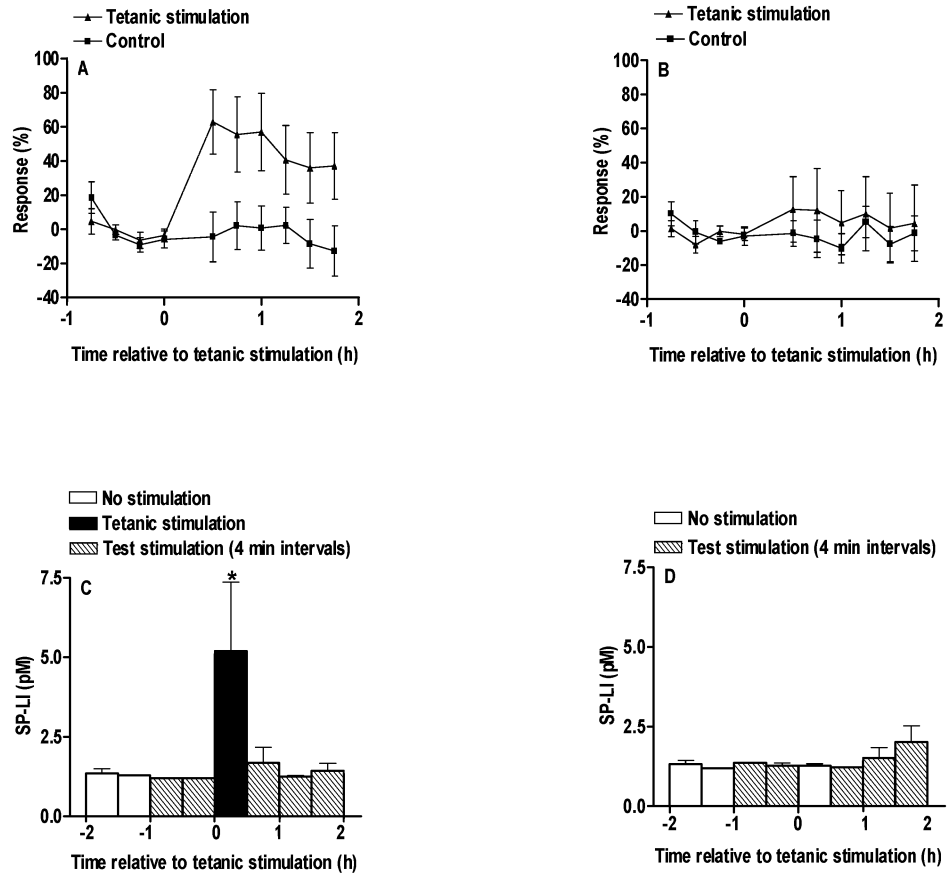 Tetanic stimulation
Control
A
100
80
60
40
20
0
-20
-40
Response (%)
-1 0 1 2
Time relative to tetanic stimulation (h)
Tetanic stimulation
Control
B
100
80
60
40
20
0
-20
-40
Response (%)
-1 0 1 2
Time relative to tetanic stimulation (h)
No stimulation
Tetanic stimulation
Test stimulation (4 min intervals)
C
*
7.5
5.0
2.5
0.0
SP-LI (pM)
-2 -1 0 1 2
Time relative to tetanic stimulation (h)
No stimulation
Test stimulation (4 min intervals)
D
7.5
5.0
2.5
0.0
SP-LI (pM)
-2 -1 0 1 2
Time relative to tetanic stimulation (h)